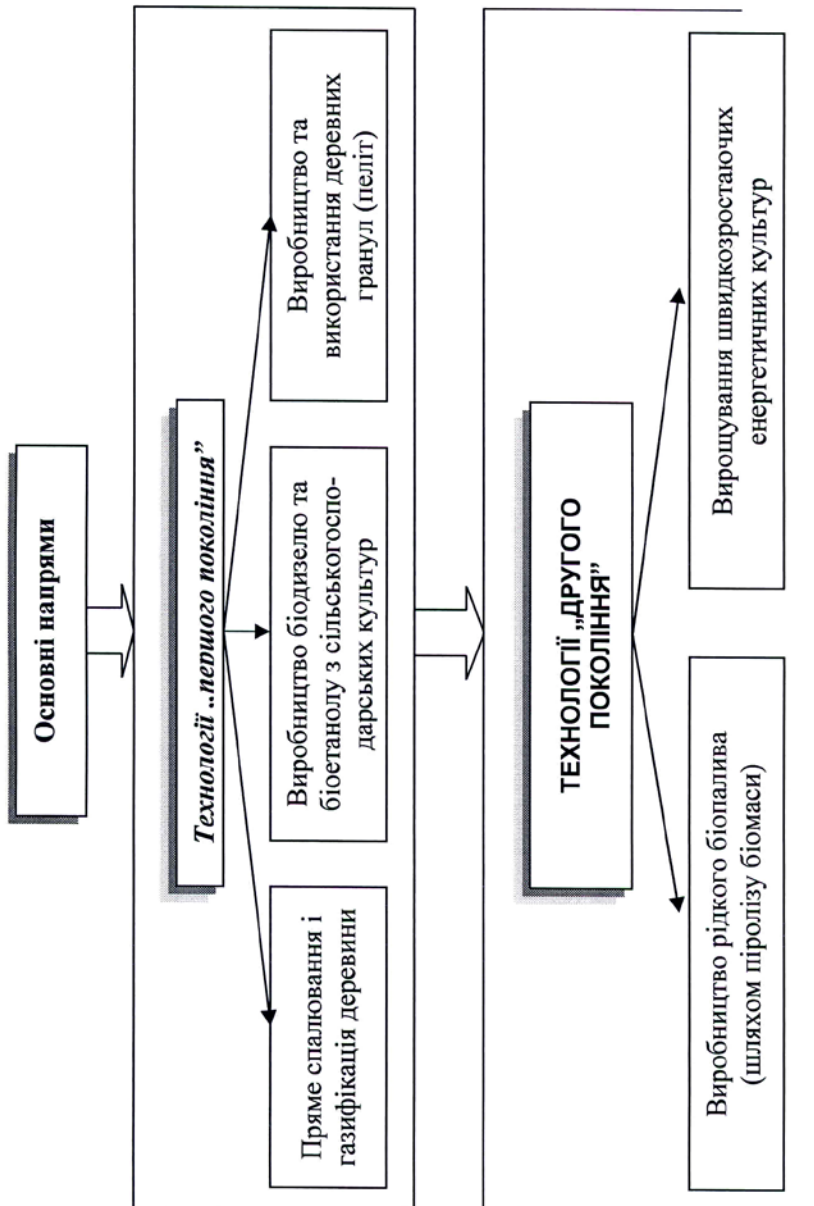 Основні напрями
Технології „першого покоління”
Пряме спалювання і
газифікація деревини
Виробництво біодизелю та
біоетанолу з сільськогоспо-
дарських культур
Виробництво та
використання деревних
гранул (пеліт)
ТЕХНОЛОГІЇ „ДРУГОГО
ПОКОЛІННЯ”
Виробництво рідкого біопалива
(шляхом піролізу біомаси)
Вирощування швидкозростаючих
енергетичних культур